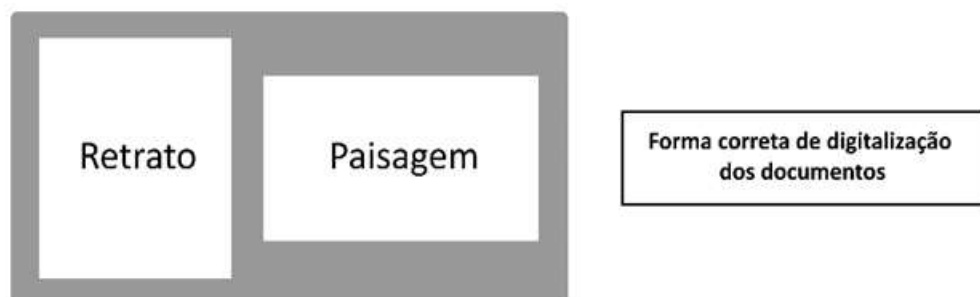 Retrato
Paisagem
Forma correta de digitalização
dos documentos